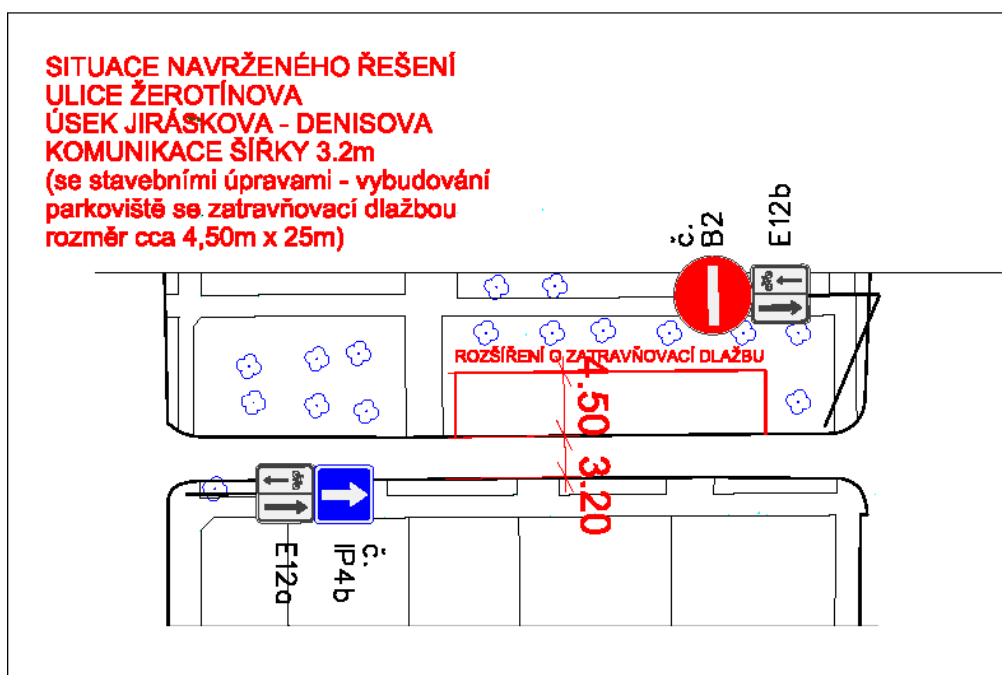 SITUACE NAVRŽENÉHO ŘEŠENÍ
ULICE ŽEROTÍNOVA
ÚSEK JIRÁSKOVA - DENISOVA
KOMUNIKACE ŠÍŘKY 3.2m
(se stavebními úpravami - vybudování
parkoviště se zatravňovací dlažbou
rozměr cca 4,50m x 25m)
č.
B2
E12b
ROZŠÍŘENÍ O ZATRAVŇOVACÍ DLAŽBU
4.50
3.20
č.
IP4b
E12a